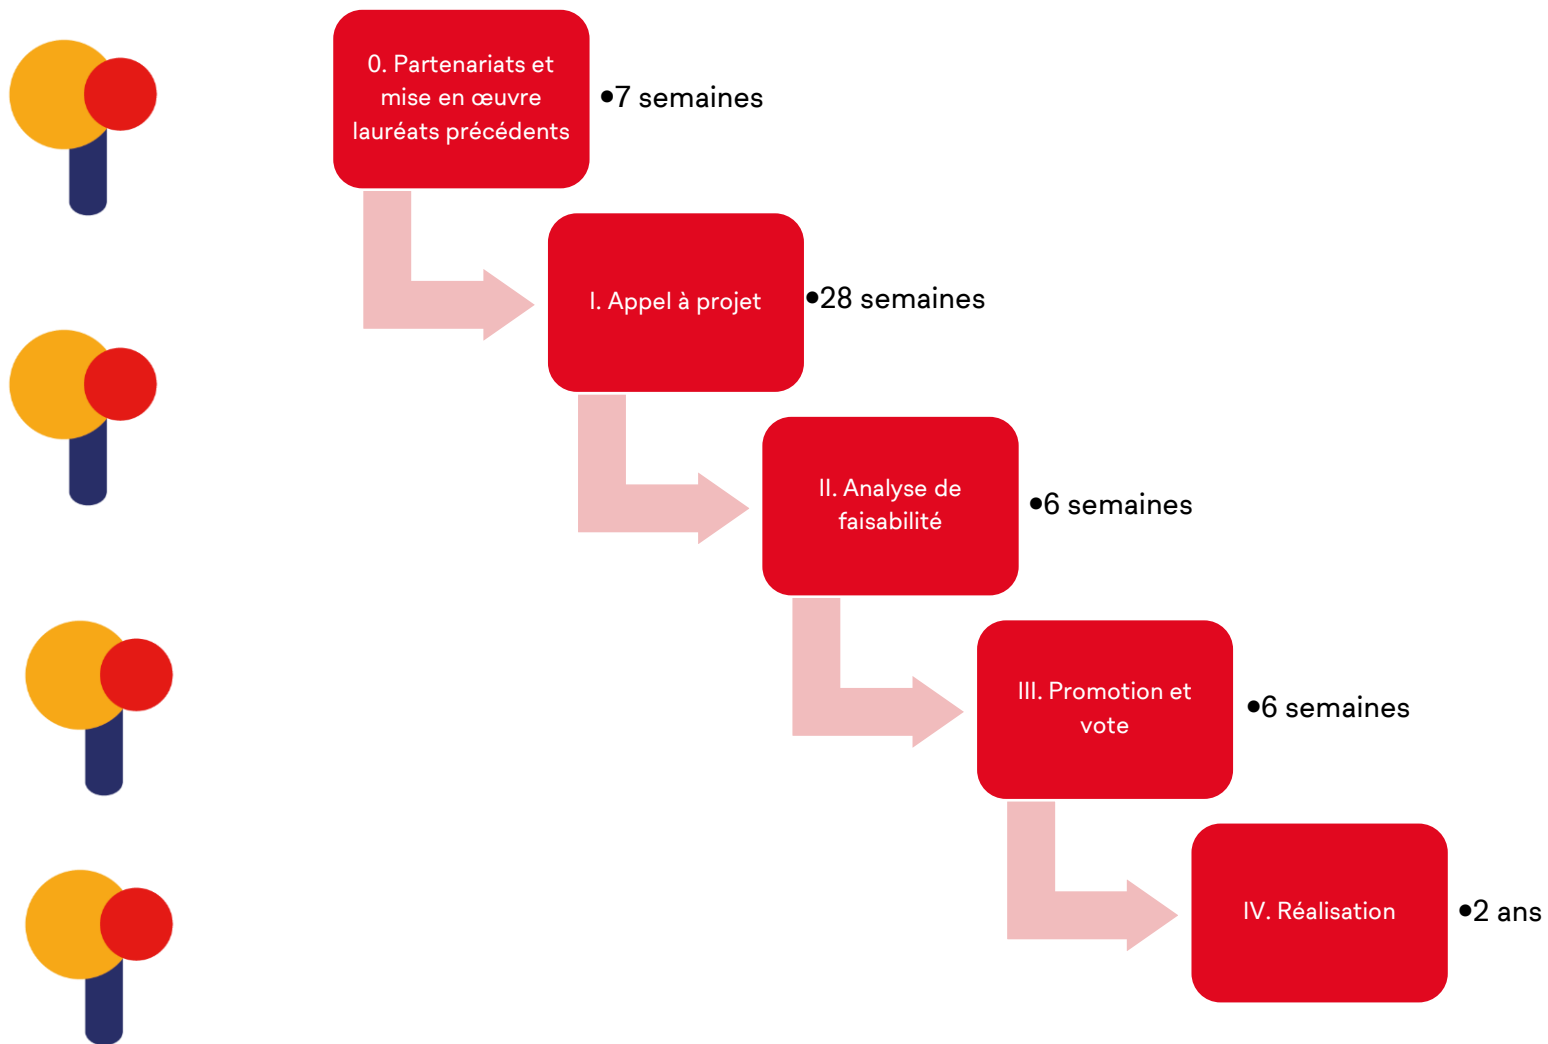 0. Partenariats et
mise en œuvre
lauréats précédents
•7 semaines
I. Appel à projet
•28 semaines
II. Analyse de
faisabilité
•6 semaines
III. Promotion et
vote
•6 semaines
IV. Réalisation
•2 ans